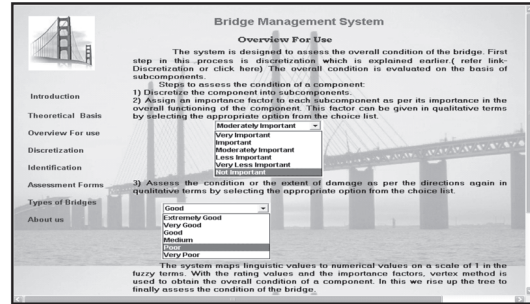 Bridge Management System
Overview For Use
The system is designed to assess the overall condition of the bridge. First
step in this process is discretization which is explained earlier.( refer link-
Discretization or click here) The overall condition is evaluated on the basis of
subcomponents.
Steps to assess the condition of a component:
1) Discretize the component into subcomponents.
2) Assign an importance factor to each subcomponent as per its importance in the
overall functioning of the component. This factor can be given in qualitative terms
by selecting the appropriate option from the choice list.
Moderately Important
Very Important
Important
Moderately Important
Less Important
Very Less Important
Not Important
3) Assess the condition or the extent of damage as per the directions again in
qualitative terms by selecting the appropriate option from the choice list.
Good
Extremely Good
Very Good
Good
Medium
Poor
Very Poor
The system maps linguistic values to numerical values on a scale of 1 in the
fuzzy terms. With the rating values and the importance factors, vertex method is
used to obtain the overall condition of a component. In this we rise up the tree to
finally assess the condition of the bridge.
Introduction
Theoretical Basis
Overview For use
Discretization
Identification
Assessment Forms
Types of Bridges
About us